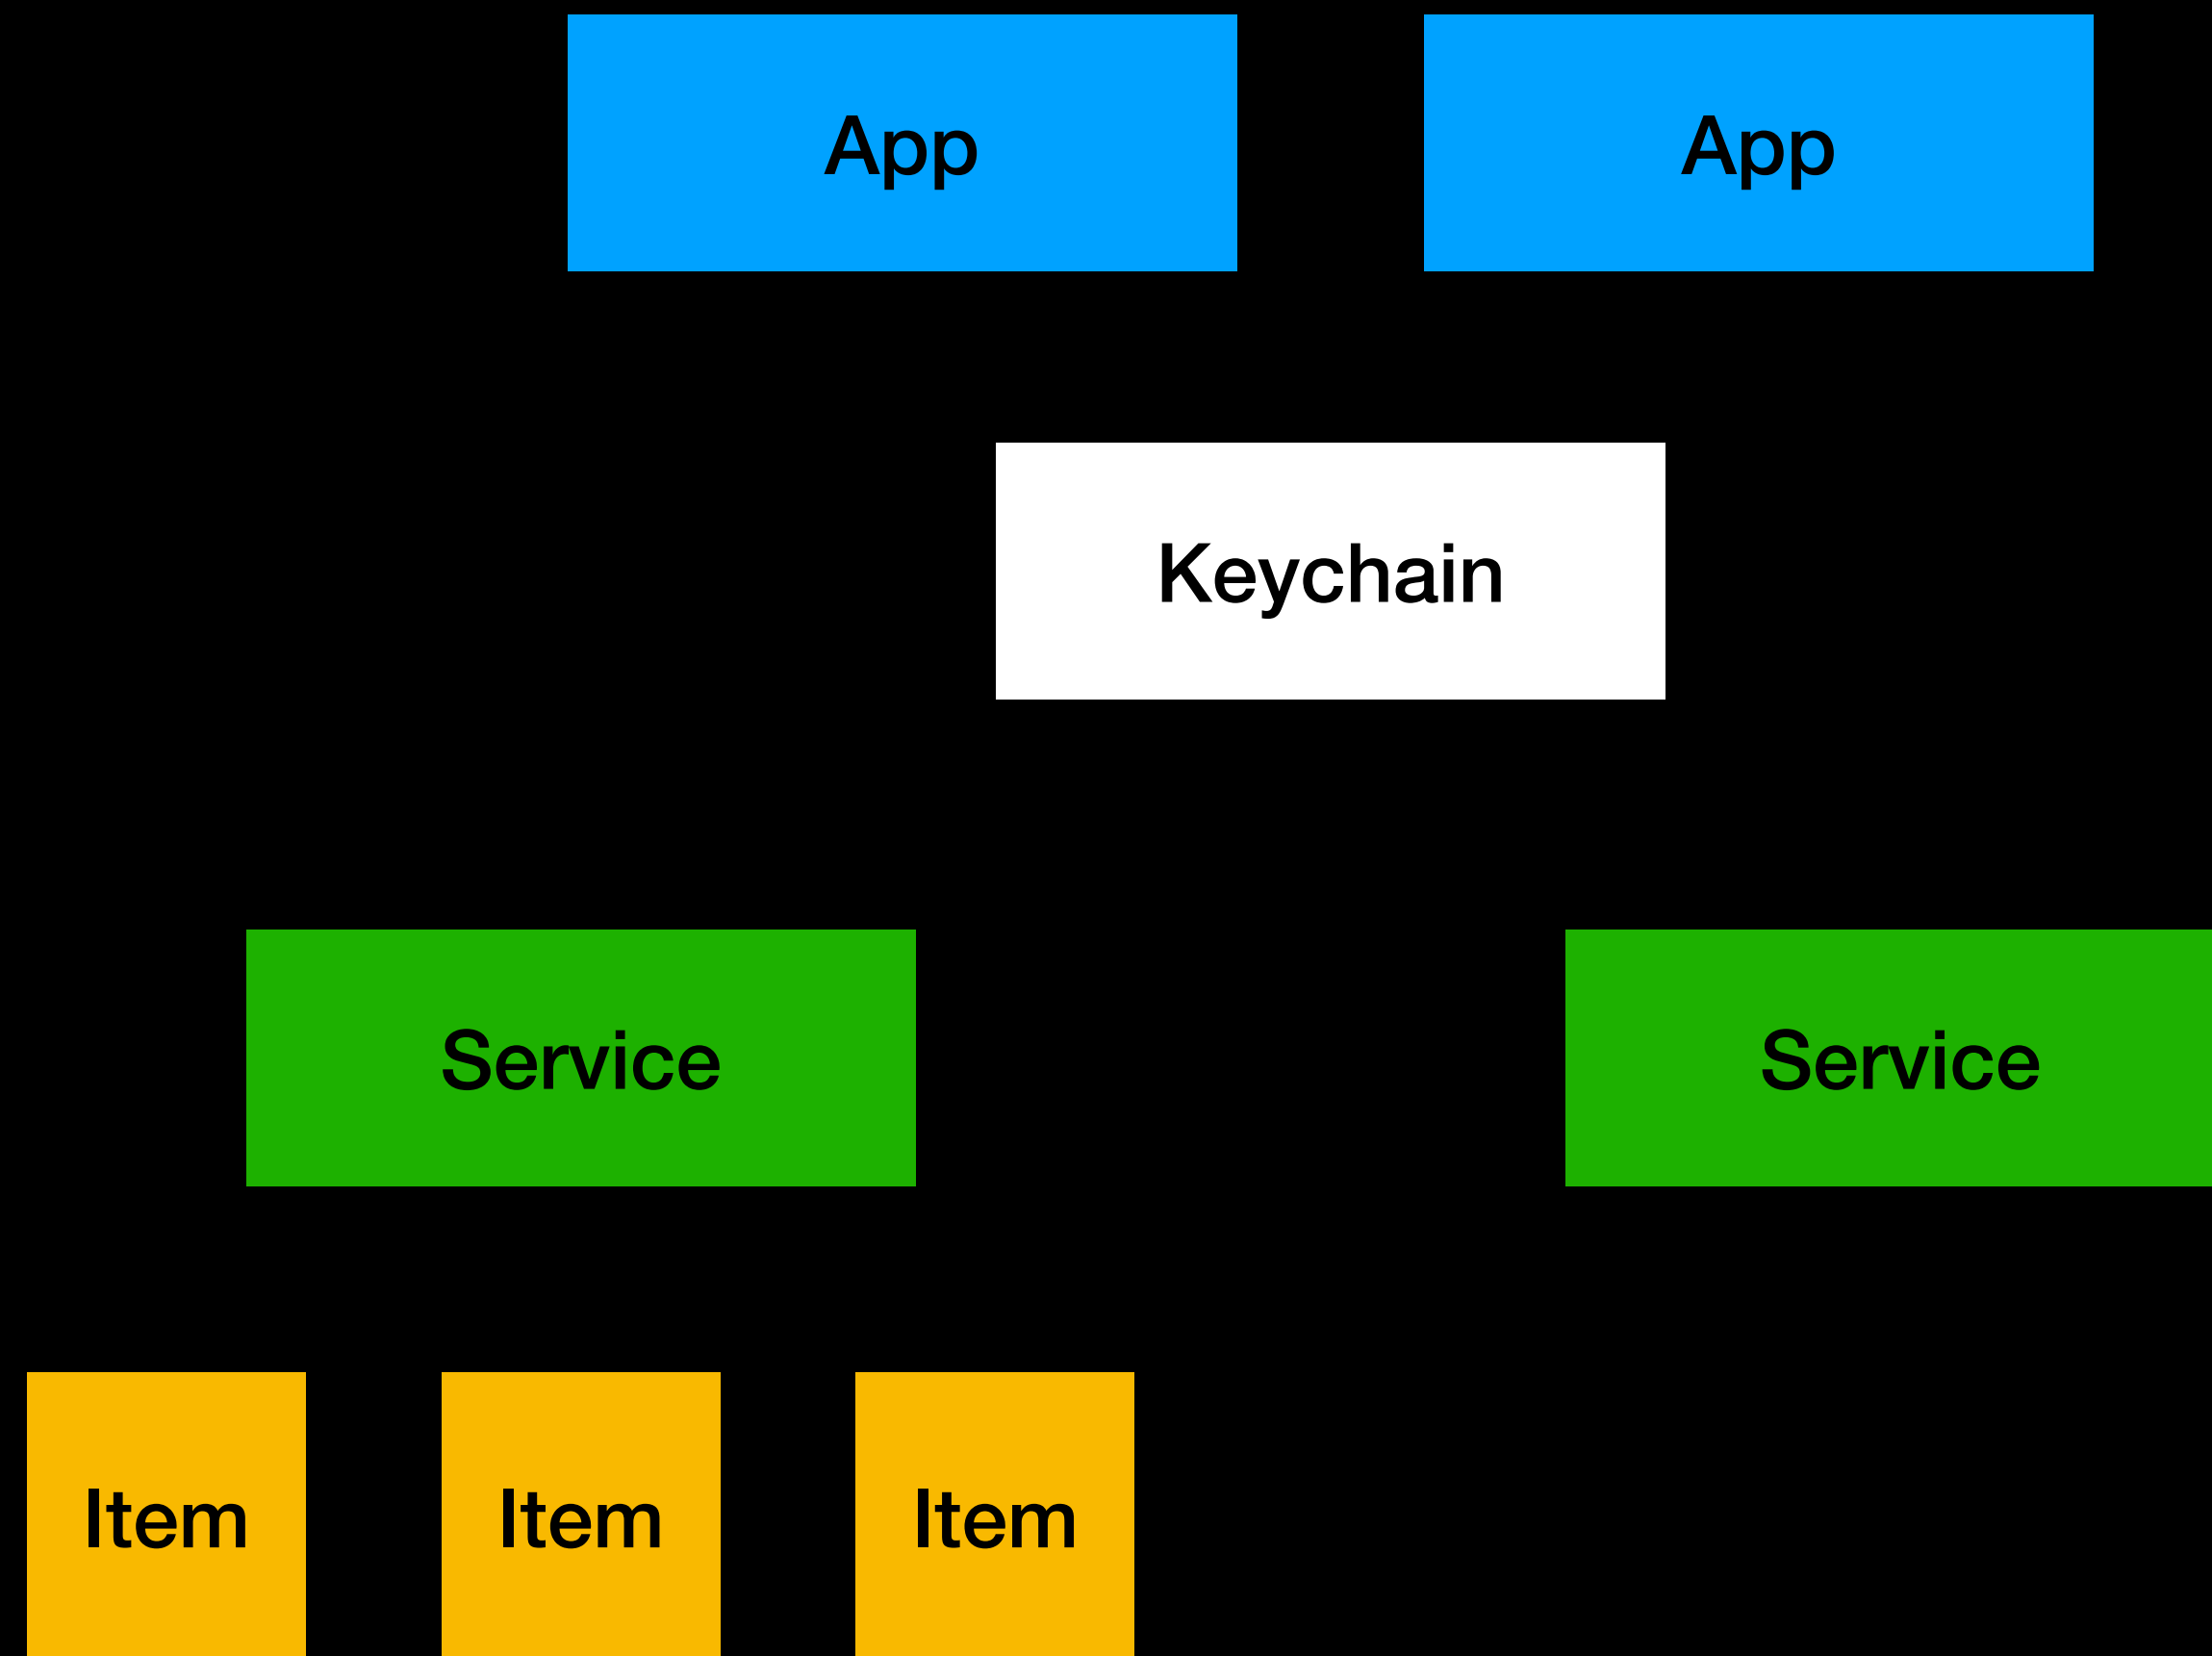 App
App
Keychain
Service
Service
Item
Item
Item